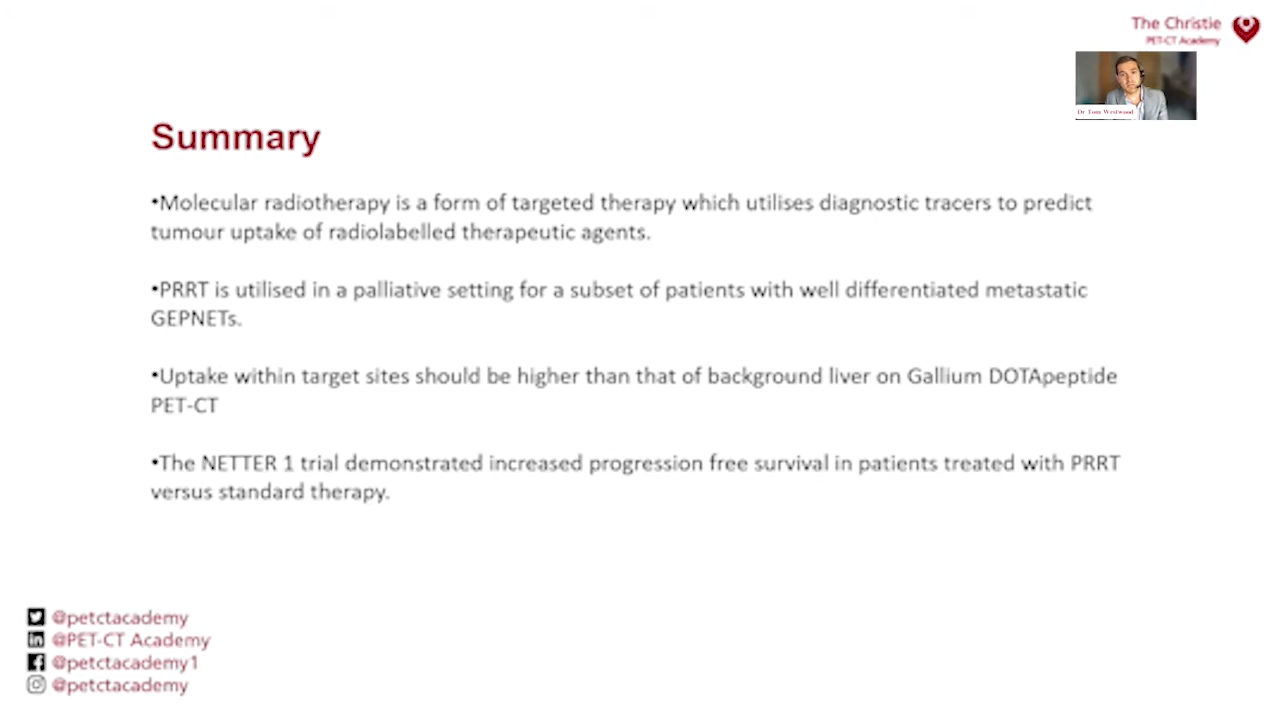 The Christie
PET-CT Academy
Dr Tom Westwood
Summary
•Molecular radiotherapy is a form of targeted therapy which utilises diagnostic tracers to predict
tumour uptake of radiolabelled therapeutic agents.
•PRRT is utilised in a palliative setting for a subset of patients with well differentiated metastatic
GEPNETs.
•Uptake within target sites should be higher than that of background liver on Gallium DOTApeptide
PET-CT
•The NETTER 1 trial demonstrated increased progression free survival in patients treated with PRRT
versus standard therapy.
@petctacademy
@PET-CT Academy
@petctacademy1
@petctacademy